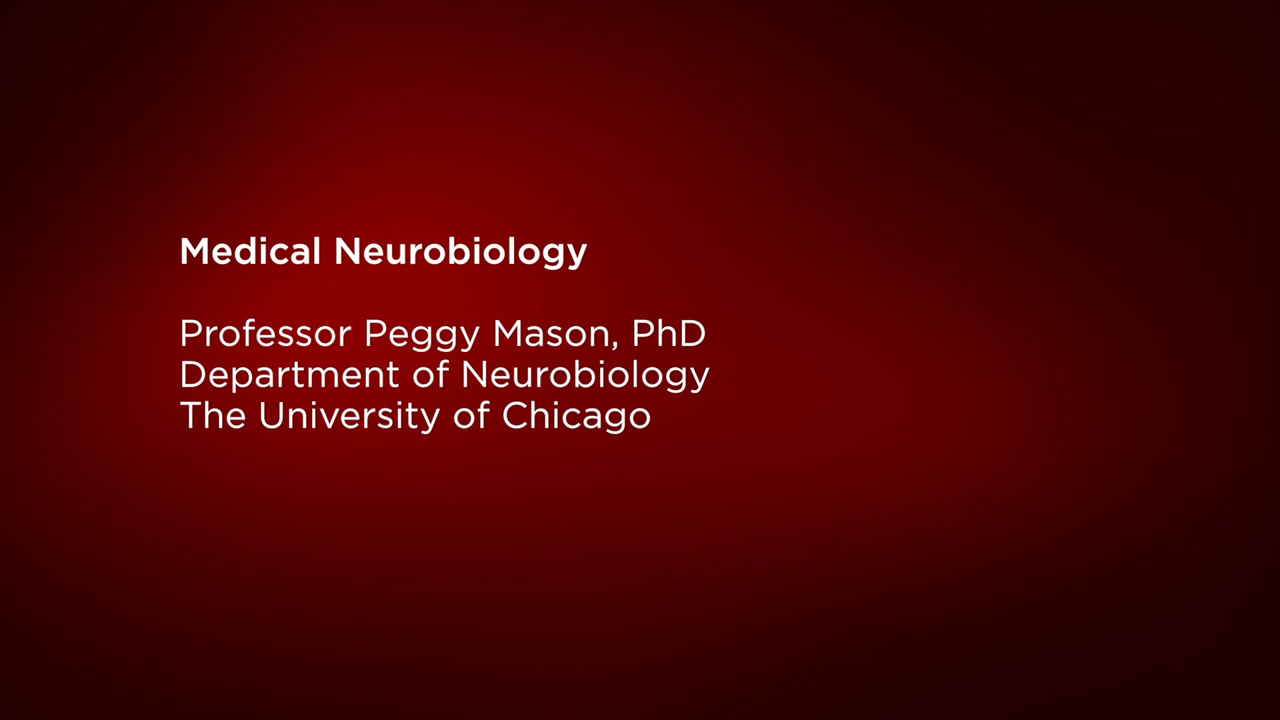 Medical Neurobiology
Professor Peggy Mason, PhD
Department of Neurobiology
The University of Chicago